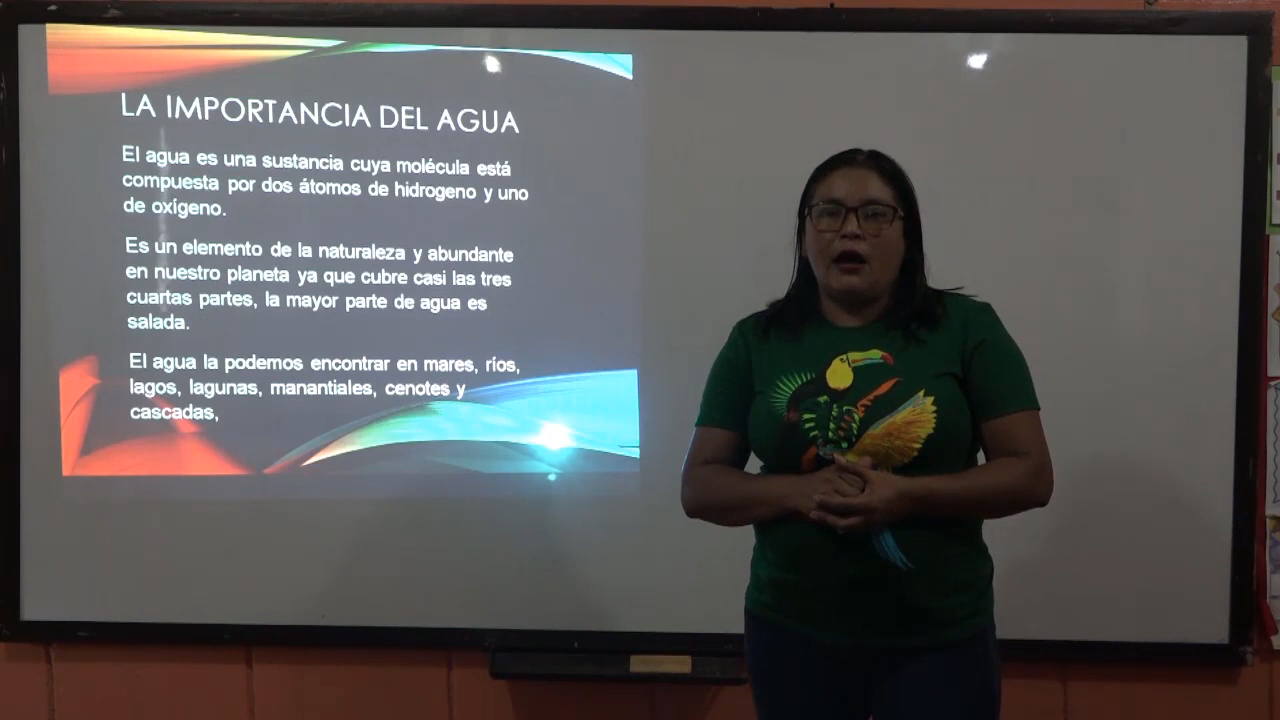 LA IMPORTANCIA DEL AGUA
El agua es una sustancia cuya molécula está
compuesta por dos átomos de hidrogeno y uno
de oxígeno.
Es un elemento de la naturaleza y abundante
en nuestro planeta ya que cubre casi las tres
cuartas partes, la mayor parte de agua es
salada.
El agua la podemos encontrar en mares, ríos,
lagos, lagunas, manantiales, cenotes y
cascadas,